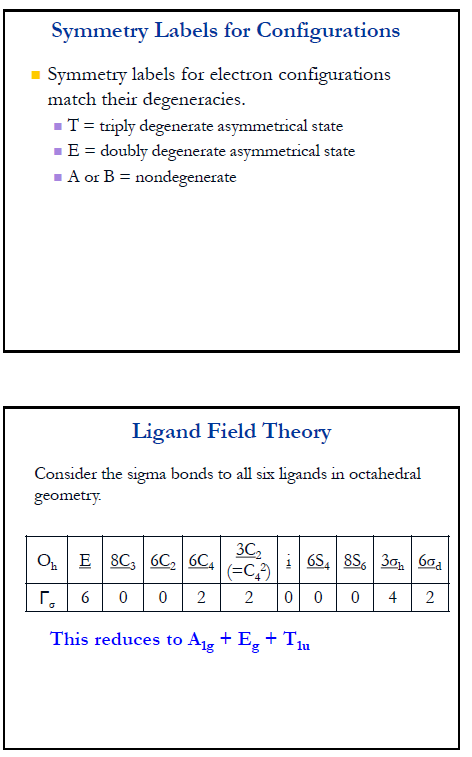 Symmetry Labels for Configurations
Symmetry labels for electron configurations
match their degeneracies.
T = triply degenerate asymmetrical state
E = doubly degenerate asymmetrical state
A or B = nondegenerate
Ligand Field Theory
Consider the sigma bonds to all six ligands in octahedral
geometry.
Oₕ E 8C₃ 6C₂ 6C₄ 3C₂ (=C₄²) i 6S₄ 8S₆ 3σₕ 6σd
Γσ 6 0 0 2 2 0 0 0 4 2
This reduces to A₁g + Eg + T₁u